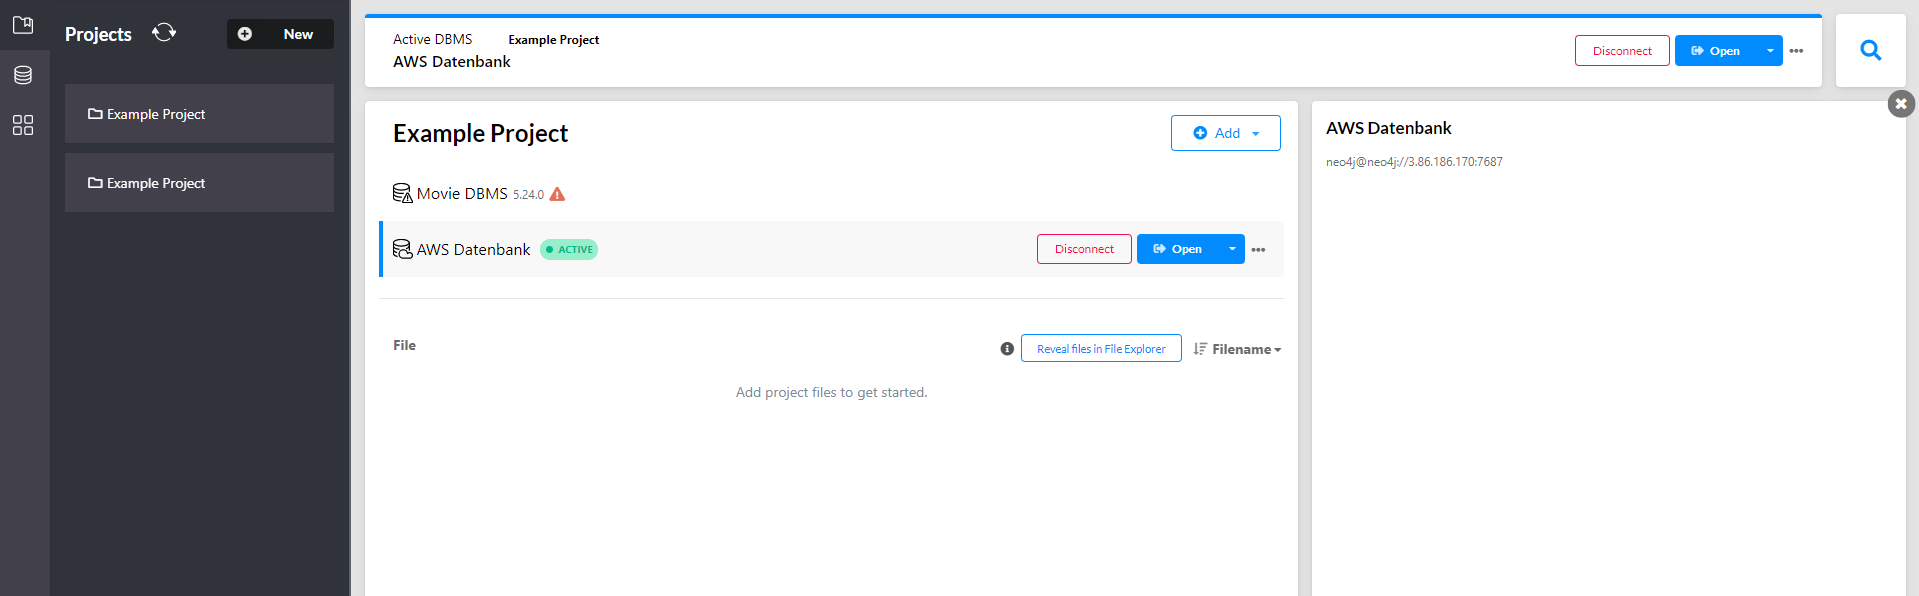 Projects
New
Example Project
Example Project
Active DBMS Example Project
AWS Datenbank
Disconnect
Open
Example Project
Add
Movie DBMS 5.24.0
AWS Datenbank ACTIVE
Disconnect
Open
File
Reveal files in File Explorer
Filename
Add project files to get started.
AWS Datenbank
neo4j@neo4j://3.86.186.170:7687